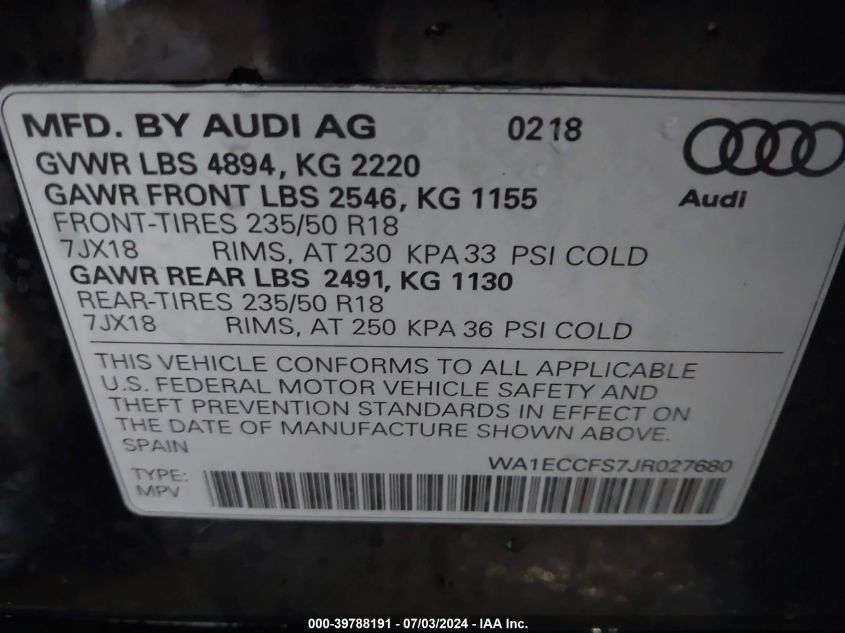 MFD. BY AUDI AG 0218
GVWR LBS 4894, KG 2220
GAWR FRONT LBS 2546, KG 1155
Audi
FRONT-TIRES 235/50 R18
7JX18 RIMS, AT 230 KPA 33 PSI COLD
GAWR REAR LBS 2491, KG 1130
REAR-TIRES 235/50 R18
7JX18 RIMS, AT 250 KPA 36 PSI COLD
THIS VEHICLE CONFORMS TO ALL APPLICABLE
U.S. FEDERAL MOTOR VEHICLE SAFETY AND
THEFT PREVENTION STANDARDS IN EFFECT ON
THE DATE OF MANUFACTURE SHOWN ABOVE.
SPAIN
WA1ECCFS7JR027680
TYPE:
MPV
000-39788191 - 07/03/2024 - IAA Inc.